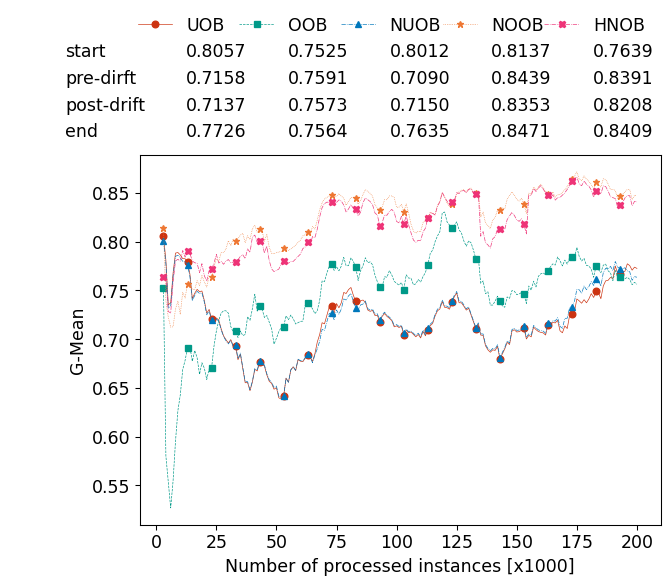 UOB OOB NUOB NOOB HNOB
start 0.8057 0.7525 0.8012 0.8137 0.7639
pre-dirft 0.7158 0.7591 0.7090 0.8439 0.8391
post-drift 0.7137 0.7573 0.7150 0.8353 0.8208
end 0.7726 0.7564 0.7635 0.8471 0.8409
0.85
0.80
0.75
0.70
0.65
0.60
0.55
G-Mean
0 25 50 75 100 125 150 175 200
Number of processed instances [x1000]